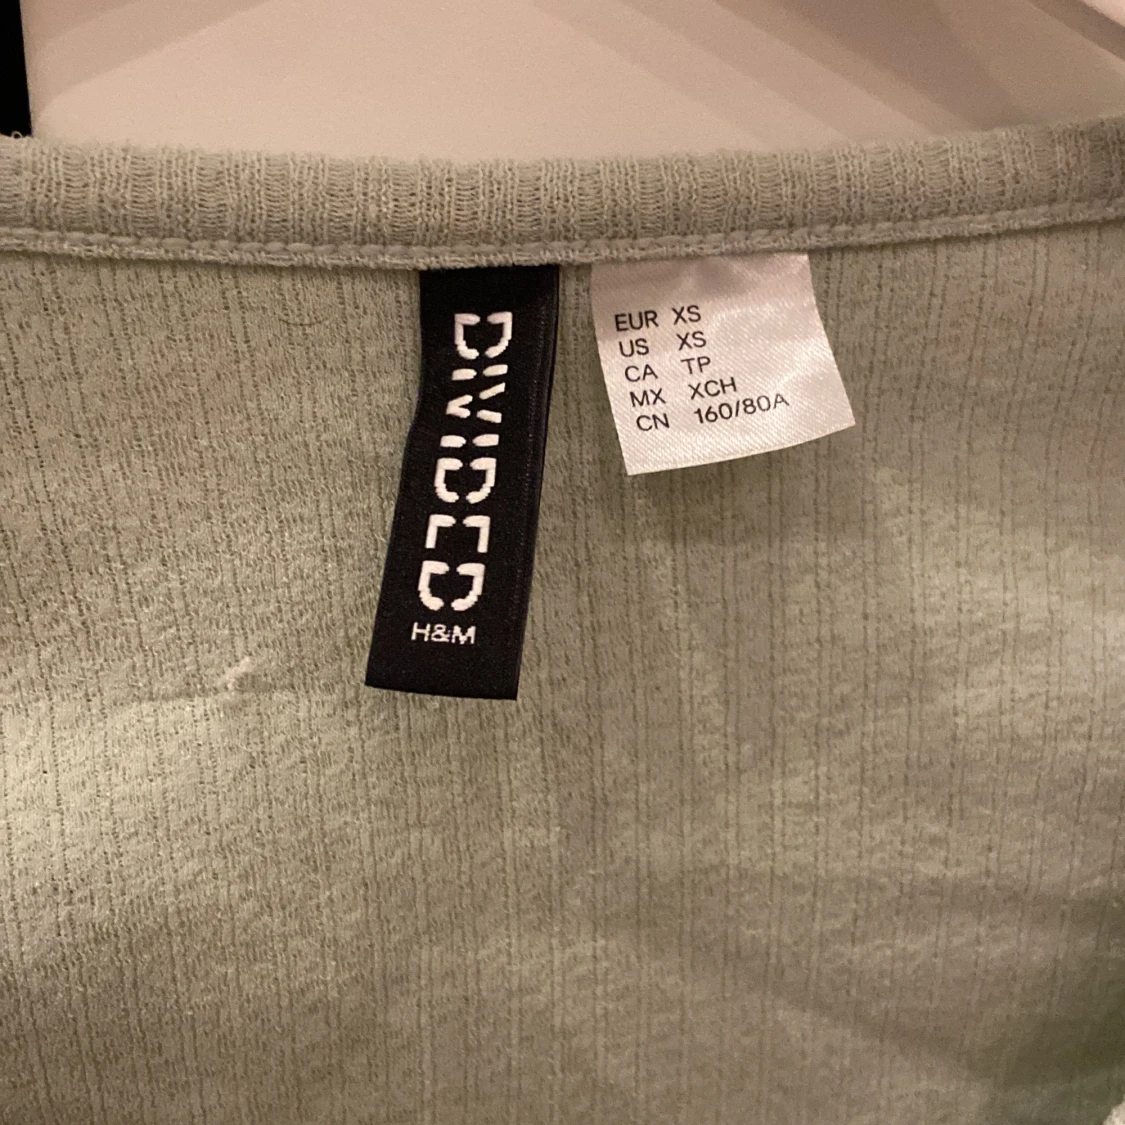 DIVIDED
H&M
EUR XS
US XS
CA TP
MX XCH
CN 160/80A